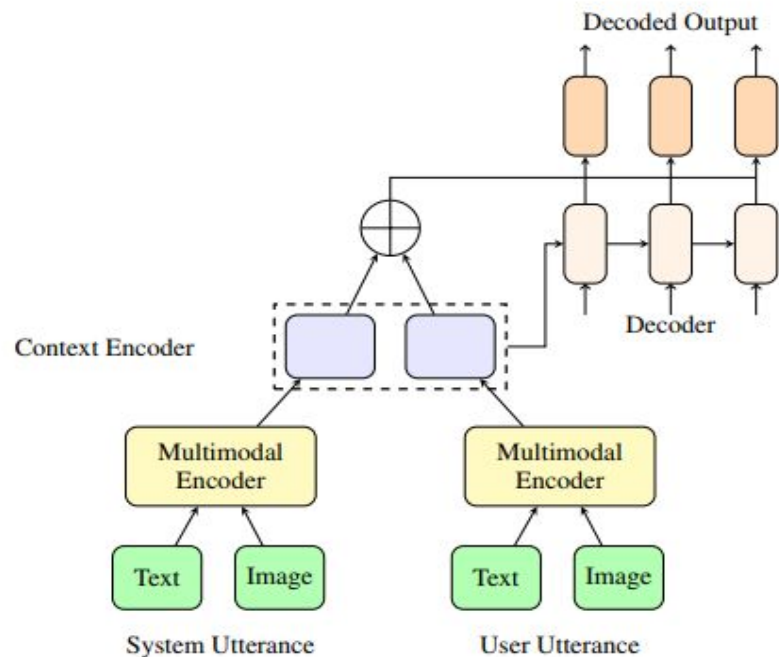 Decoded Output
Decoder
Context Encoder
Multimodal
Encoder
Multimodal
Encoder
Text
Image
Text
Image
System Utterance
User Utterance